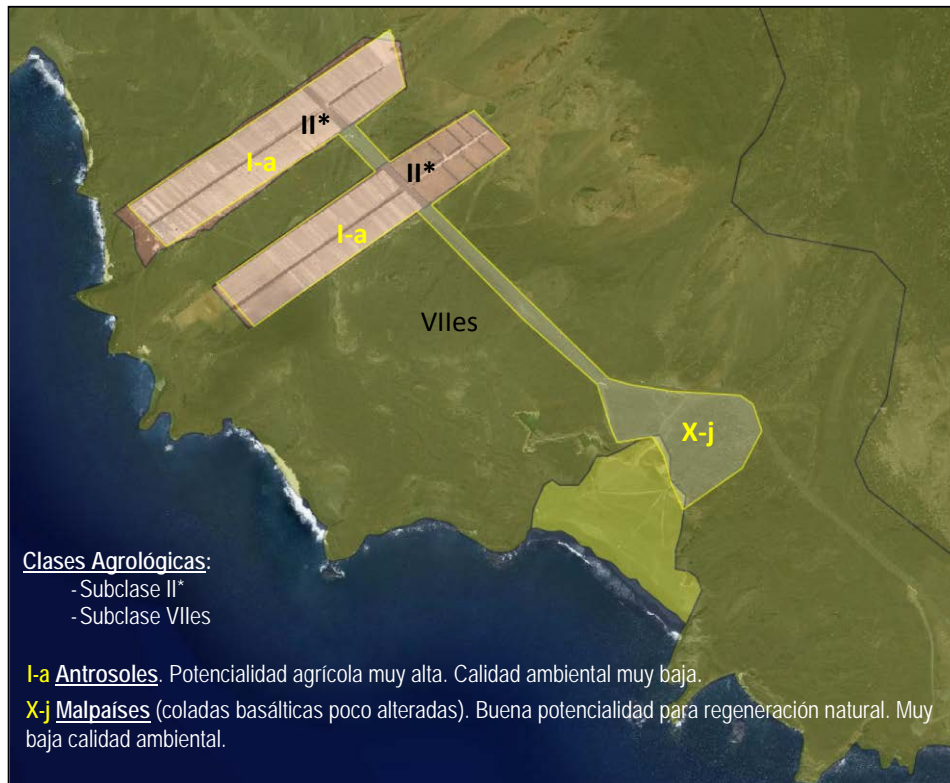 II*
I-a
II*
I-a
VIIes
X-j
Clases Agrológicas:
- Subclase II*
- Subclase VIIes
I-a Antrosoles. Potencialidad agrícola muy alta. Calidad ambiental muy baja.
X-j Malpaíses (coladas basálticas poco alteradas). Buena potencialidad para regeneración natural. Muy
baja calidad ambiental.